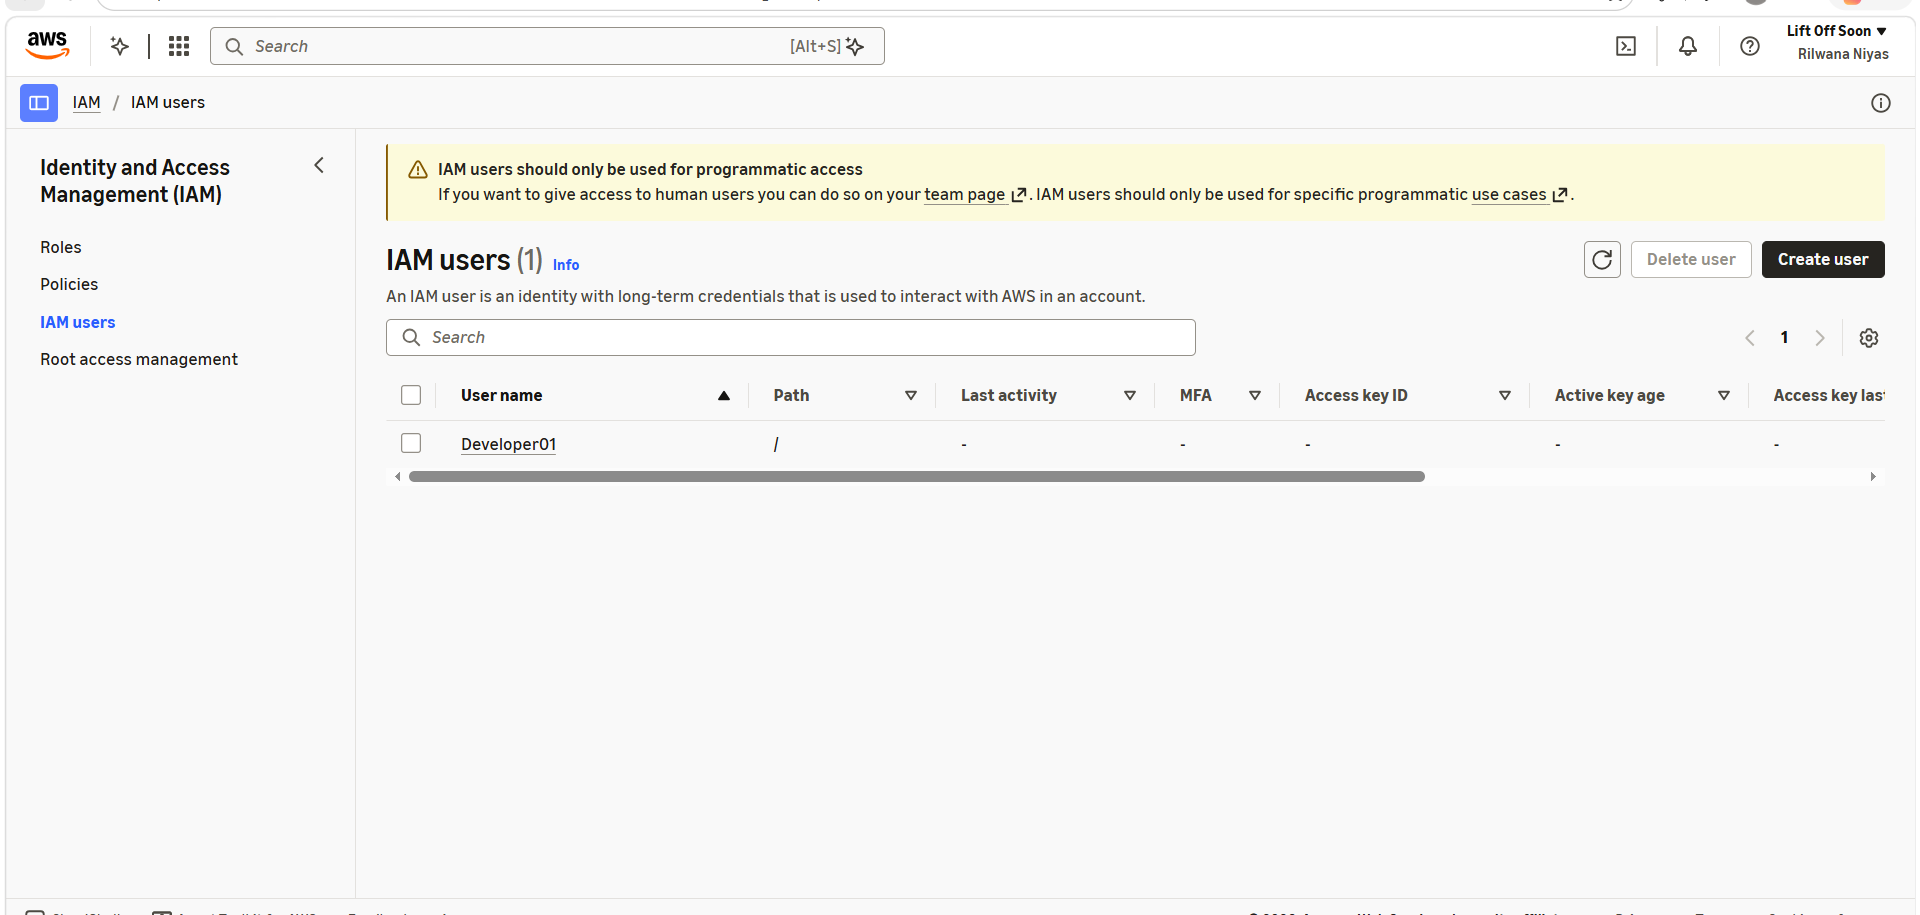 aws
Search
[Alt+S]
Lift Off Soon
Rilwana Niyas
IAM / IAM users
Identity and Access
Management (IAM)
Roles
Policies
IAM users
Root access management
IAM users should only be used for programmatic access
If you want to give access to human users you can do so on your team page . IAM users should only be used for specific programmatic use cases .
IAM users (1) Info
Delete user
Create user
An IAM user is an identity with long-term credentials that is used to interact with AWS in an account.
Search
1
User name Path Last activity MFA Access key ID Active key age Access key las
Developer01 / - - - - -